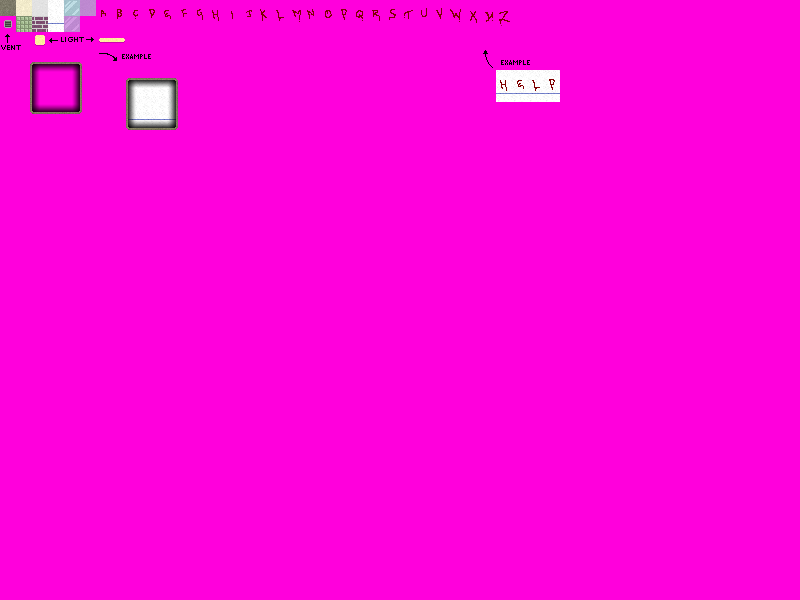 A B C D E F G H I J K L M N O P Q R S T U V W X Y Z
VENT
LIGHT
EXAMPLE
EXAMPLE
H E L P